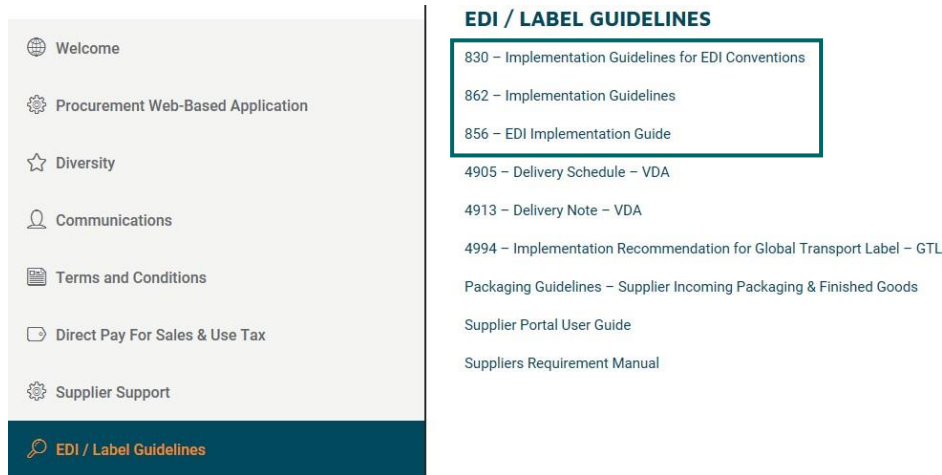 Welcome
Procurement Web-Based Application
Diversity
Communications
Terms and Conditions
Direct Pay For Sales & Use Tax
Supplier Support
EDI / Label Guidelines
EDI / LABEL GUIDELINES
830 – Implementation Guidelines for EDI Conventions
862 – Implementation Guidelines
856 – EDI Implementation Guide
4905 – Delivery Schedule – VDA
4913 – Delivery Note – VDA
4994 – Implementation Recommendation for Global Transport Label – GTL
Packaging Guidelines – Supplier Incoming Packaging & Finished Goods
Supplier Portal User Guide
Suppliers Requirement Manual